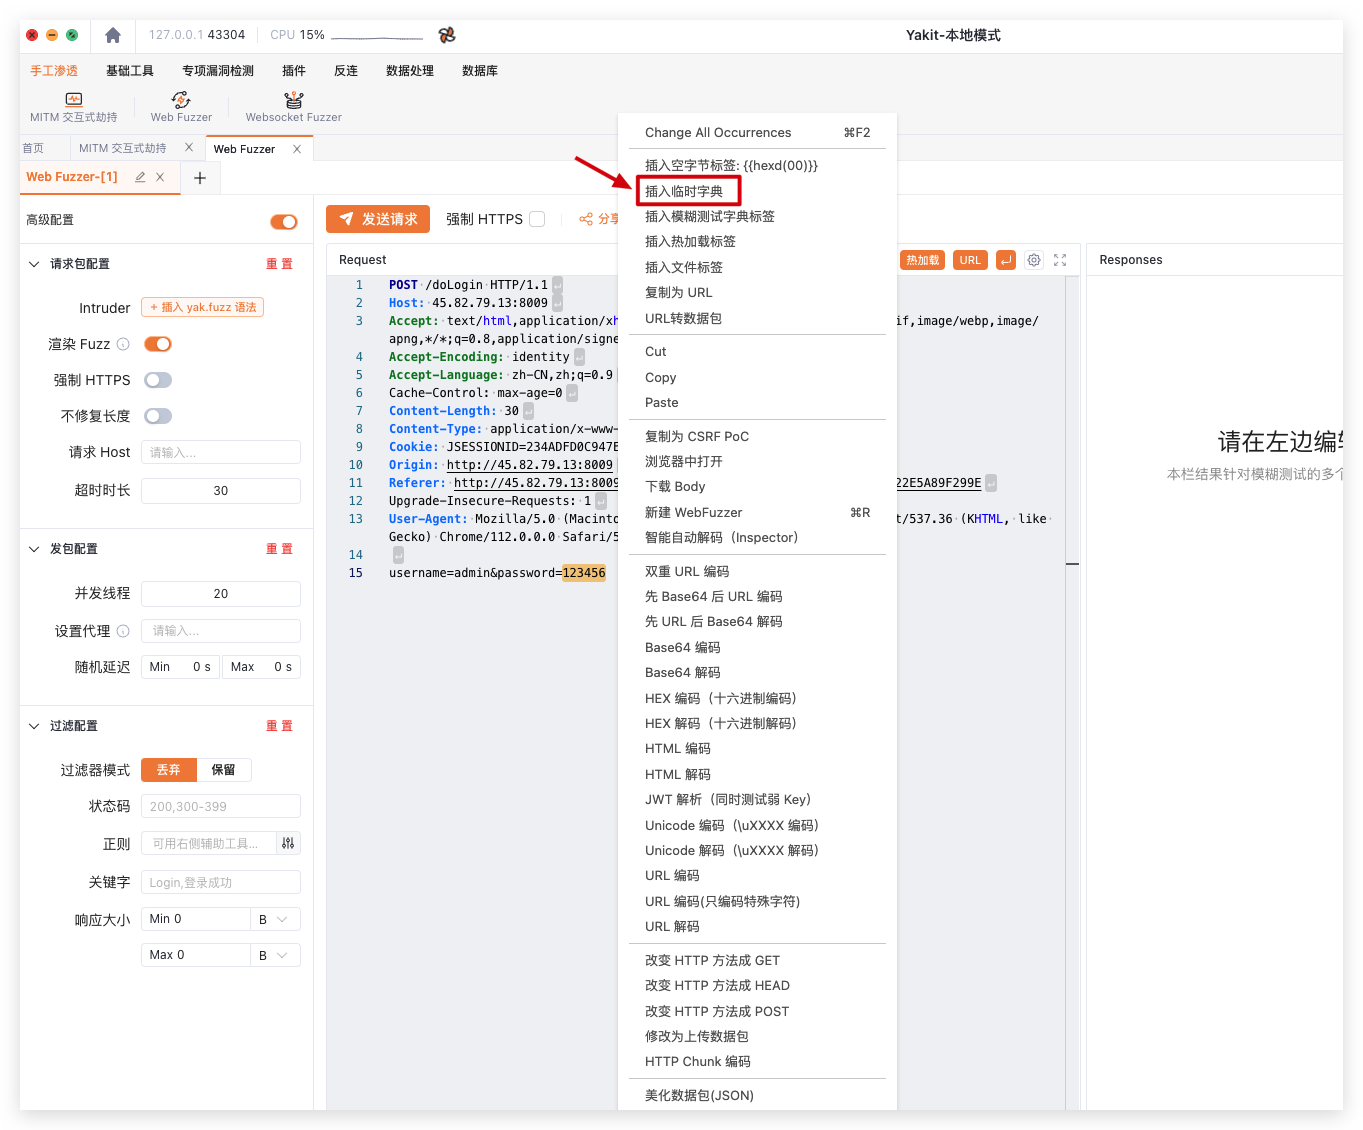 127.0.0.1 43304
CPU 15%
Yakit-本地模式
手工渗透
基础工具
专项漏洞检测
插件
反连
数据处理
数据库
MITM 交互式劫持
Web Fuzzer
Websocket Fuzzer
首页
MITM 交互式劫持
Web Fuzzer
Web Fuzzer-[1]
高级配置
请求包配置
重 置
Intruder
+ 插入 yak.fuzz 语法
渲染 Fuzz
强制 HTTPS
不修复长度
请求 Host
请输入...
超时时长
30
发包配置
重 置
并发线程
20
设置代理
请输入...
随机延迟
Min 0 s
Max 0 s
过滤配置
重 置
过滤器模式
丢弃
保留
状态码
200,300-399
正则
可用右侧辅助工具...
关键字
Login,登录成功
响应大小
Min 0
B
Max 0
B
发送请求
强制 HTTPS
分享
Request
热加载
URL
1 POST /doLogin HTTP/1.1
2 Host: 45.82.79.13:8009
3 Accept: text/html,application/xh
if,image/webp,image/
apng,*/*;q=0.8,application/signe
4 Accept-Encoding: identity
5 Accept-Language: zh-CN,zh;q=0.9
6 Cache-Control: max-age=0
7 Content-Length: 30
8 Content-Type: application/x-www-
9 Cookie: JSESSIONID=234ADFD0C947E
10 Origin: http://45.82.79.13:8009
11 Referer: http://45.82.79.13:8009
22E5A89F299E
12 Upgrade-Insecure-Requests: 1
13 User-Agent: Mozilla/5.0 (Macinto
t/537.36 (KHTML, like
Gecko) Chrome/112.0.0.0 Safari/5
14
15 username=admin&password=123456
Change All Occurrences ⌘F2
插入空字节标签: {{hexd(00)}}
插入临时字典
插入模糊测试字典标签
插入热加载标签
插入文件标签
复制为 URL
URL转数据包
Cut
Copy
Paste
复制为 CSRF PoC
浏览器中打开
下载 Body
新建 WebFuzzer ⌘R
智能自动解码（Inspector）
双重 URL 编码
先 Base64 后 URL 编码
先 URL 后 Base64 解码
Base64 编码
Base64 解码
HEX 编码（十六进制编码）
HEX 解码（十六进制解码）
HTML 编码
HTML 解码
JWT 解析（同时测试弱 Key）
Unicode 编码（\uXXXX 编码）
Unicode 解码（\uXXXX 解码）
URL 编码
URL 编码(只编码特殊字符)
URL 解码
改变 HTTP 方法成 GET
改变 HTTP 方法成 HEAD
改变 HTTP 方法成 POST
修改为上传数据包
HTTP Chunk 编码
美化数据包(JSON)
Responses
请在左边编辑
本栏结果针对模糊测试的多个